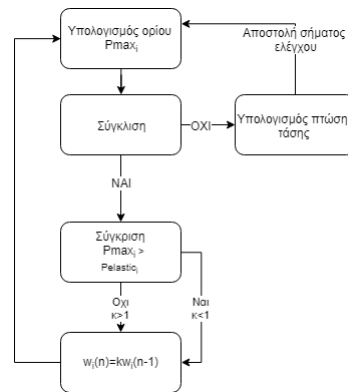 Υπολογισμός ορίου
Pmaxᵢ
Αποστολή σήματος
ελέγχου
Σύγκλιση
ΟΧΙ
Υπολογισμός πτώση
τάσης
ΝΑΙ
Σύγκριση
Pmaxᵢ >
Pelasticᵢ
Οχι
κ>1
Ναι
κ<1
wᵢ(n)=kwᵢ(n-1)